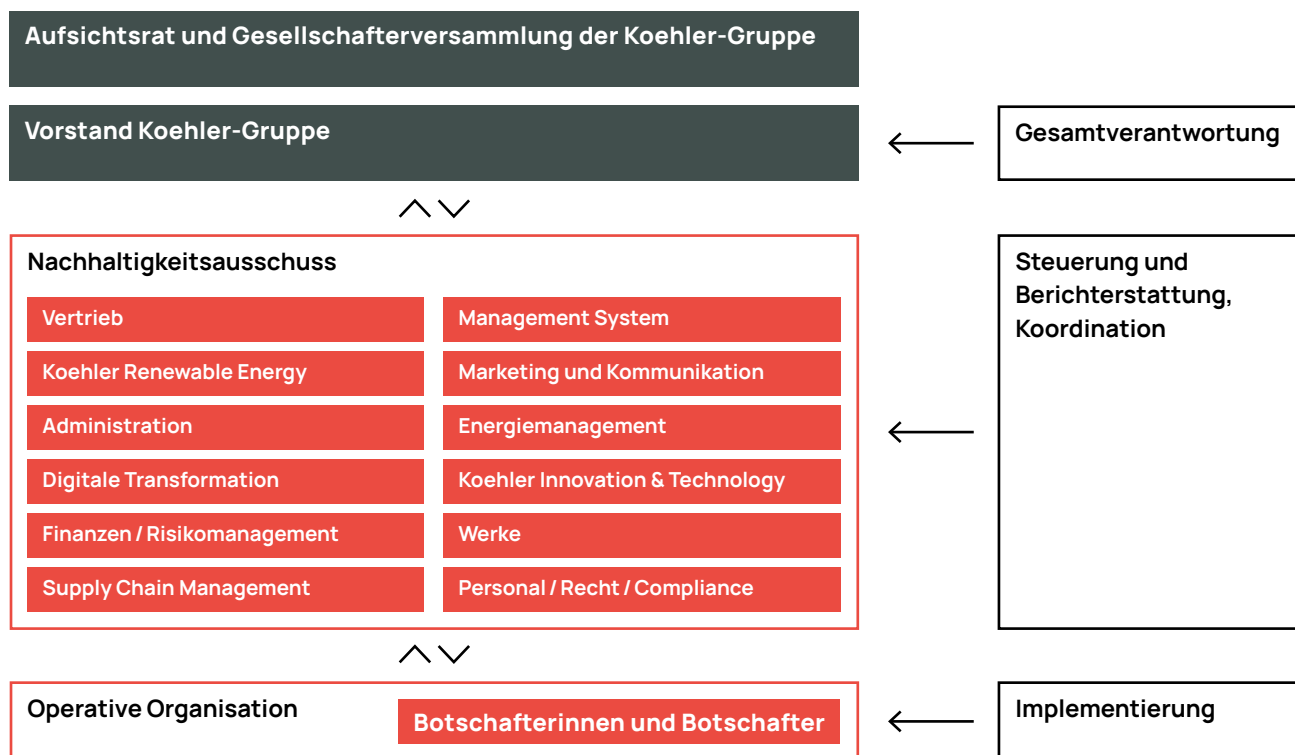 Aufsichtsrat und Gesellschafterversammlung der Koehler-Gruppe
Vorstand Koehler-Gruppe
Gesamtverantwortung
Nachhaltigkeitsausschuss
Vertrieb
Management System
Koehler Renewable Energy
Marketing und Kommunikation
Administration
Energiemanagement
Digitale Transformation
Koehler Innovation & Technology
Finanzen / Risikomanagement
Werke
Supply Chain Management
Personal / Recht / Compliance
Steuerung und
Berichterstattung,
Koordination
Operative Organisation
Botschafterinnen und Botschafter
Implementierung